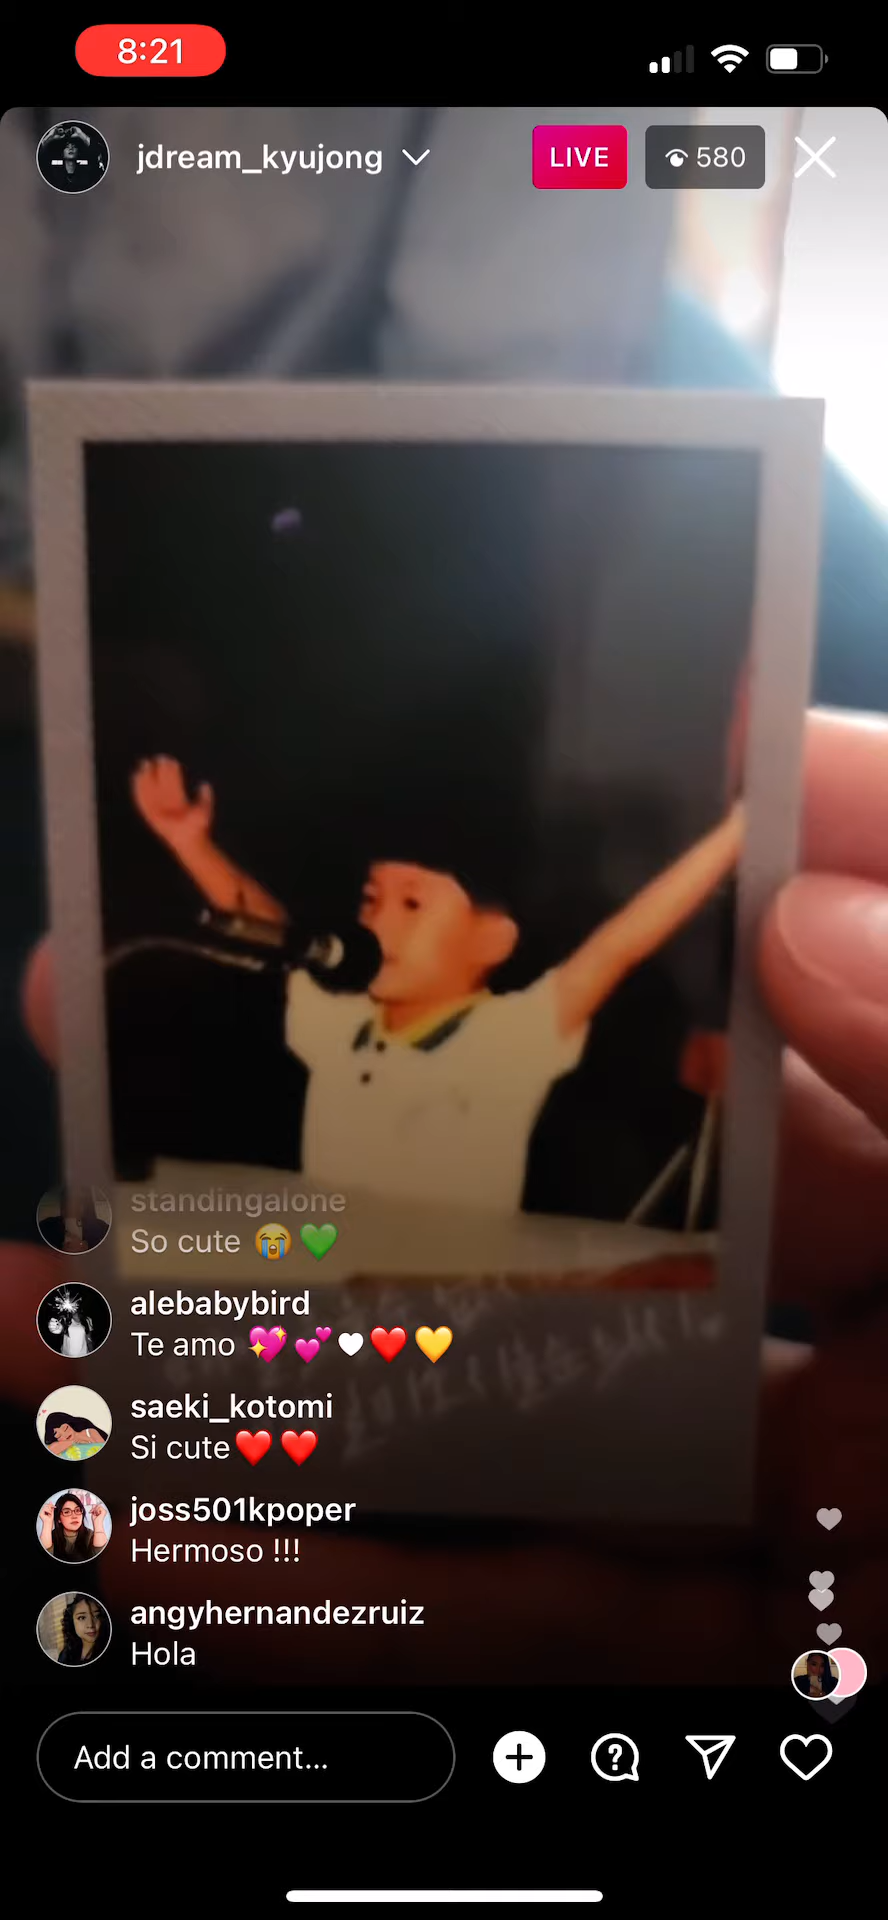 8:21
jdream_kyujong
LIVE
580
standingalone
So cute 😭💚
alebabybird
Te amo 💖💕🤍❤️💛
saeki_kotomi
Si cute❤️ ❤️
joss501kpoper
Hermoso !!!
angyhernandezruiz
Hola
Add a comment...